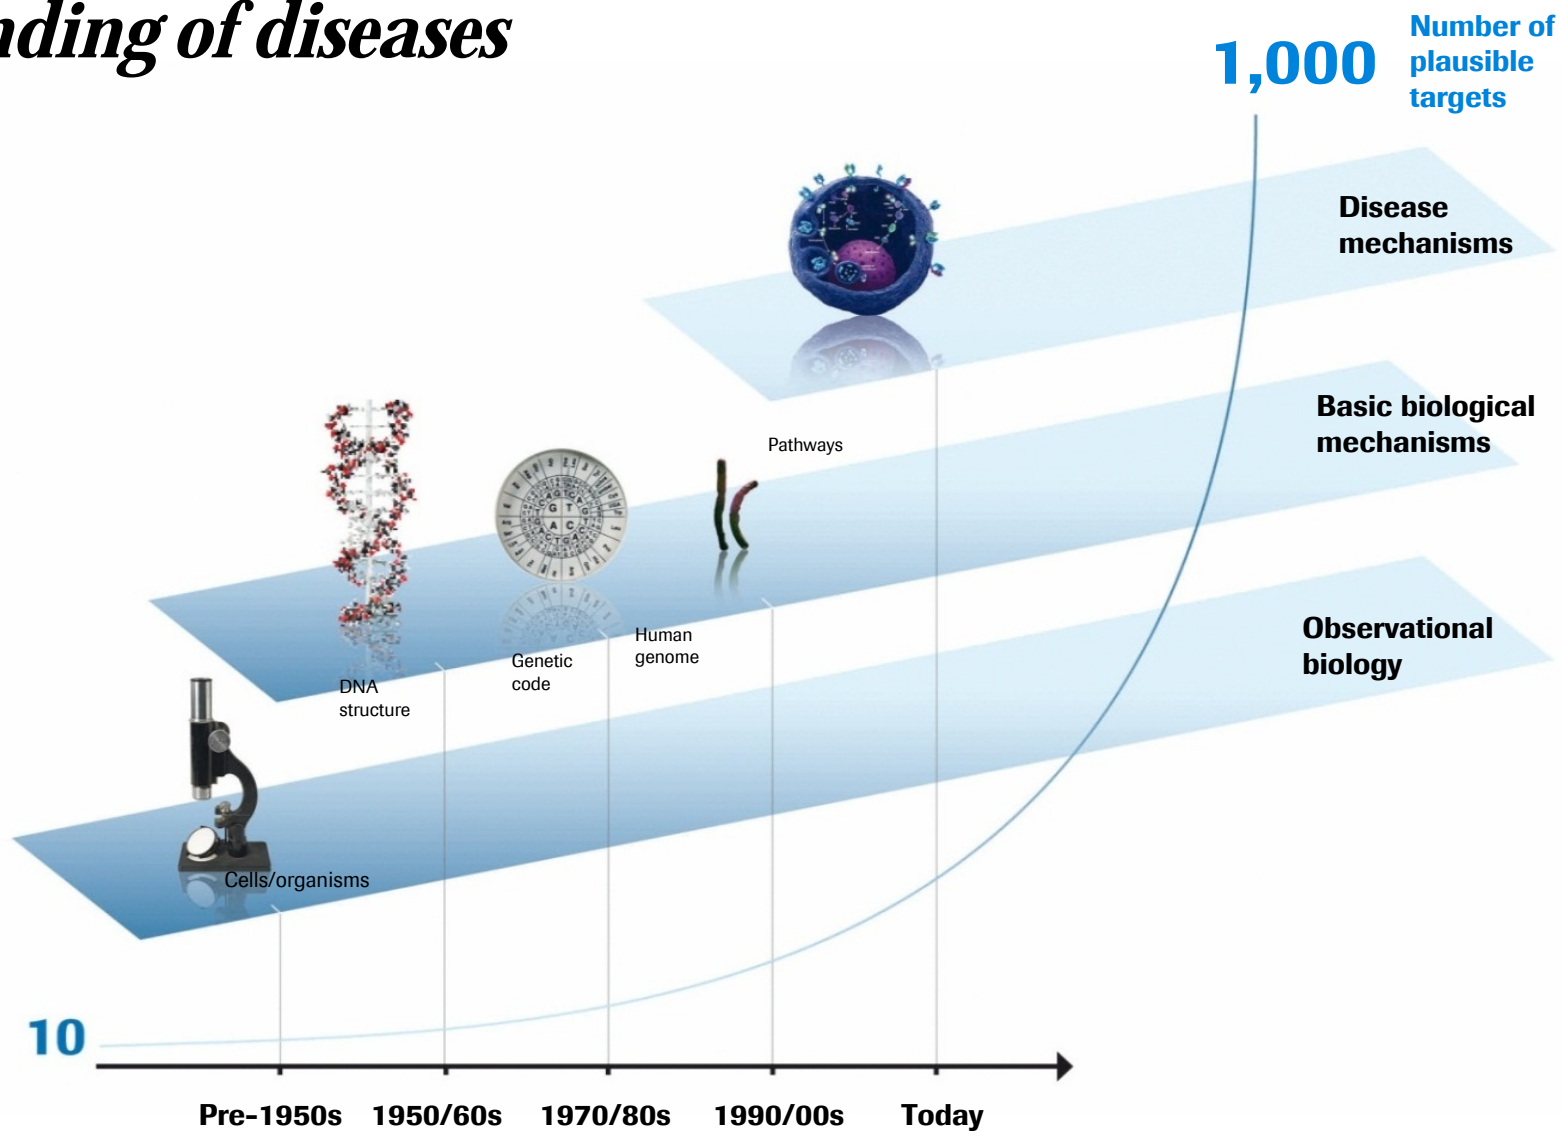 nding of diseases
1,000
Number of
plausible
targets
Disease
mechanisms
Basic biological
mechanisms
Pathways
Observational
biology
Human
genome
Genetic
code
DNA
structure
G T
A C
Cells/organisms
10
Pre-1950s 1950/60s 1970/80s 1990/00s Today